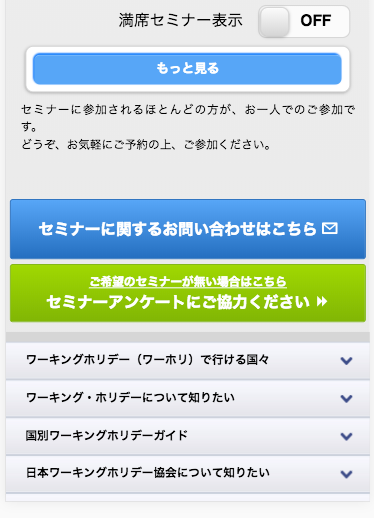 満席セミナー表示 OFF
もっと見る
セミナーに参加されるほとんどの方が、お一人でのご参加で
す。
どうぞ、お気軽にご予約の上、ご参加ください。
セミナーに関するお問い合わせはこちら
ご希望のセミナーが無い場合はこちら
セミナーアンケートにご協力ください
ワーキングホリデー（ワーホリ）で行ける国々
ワーキング・ホリデーについて知りたい
国別ワーキングホリデーガイド
日本ワーキングホリデー協会について知りたい